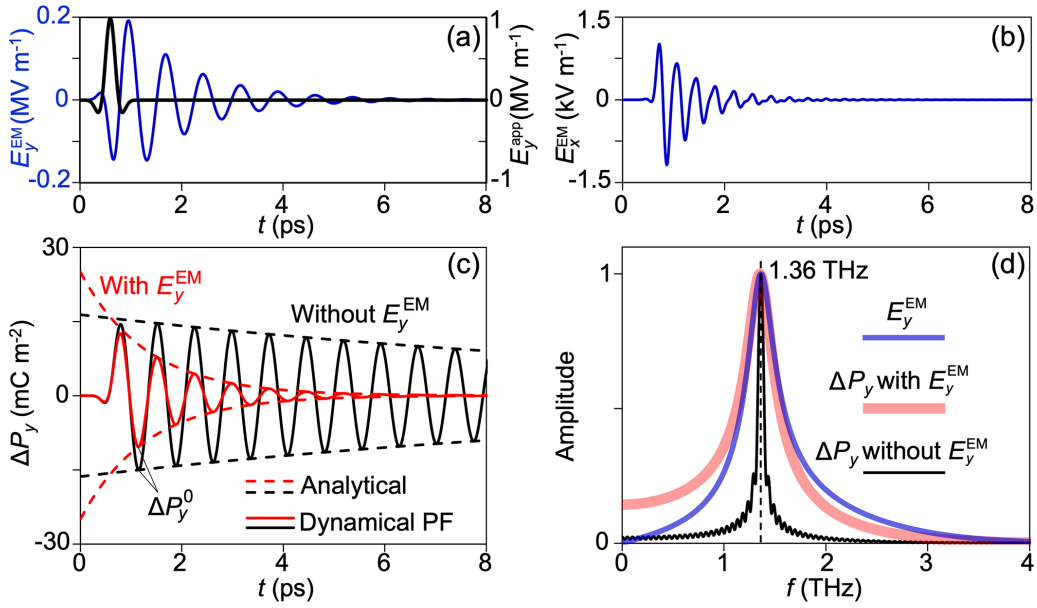 0.2
0
-0.2
E_y^EM (MV m⁻¹)
(a)
1
0
-1
E_y^app (MV m⁻¹)
0 2 4 6 8
t (ps)
1.5
0
-1.5
E_x^EM (kV m⁻¹)
(b)
0 2 4 6 8
t (ps)
30
0
-30
ΔP_y (mC m⁻²)
(c)
With E_y^EM
Without E_y^EM
ΔP_y^0
Analytical
Dynamical PF
0 2 4 6 8
t (ps)
1
0
Amplitude
(d)
1.36 THz
E_y^EM
ΔP_y with E_y^EM
ΔP_y without E_y^EM
0 1 2 3 4
f (THz)